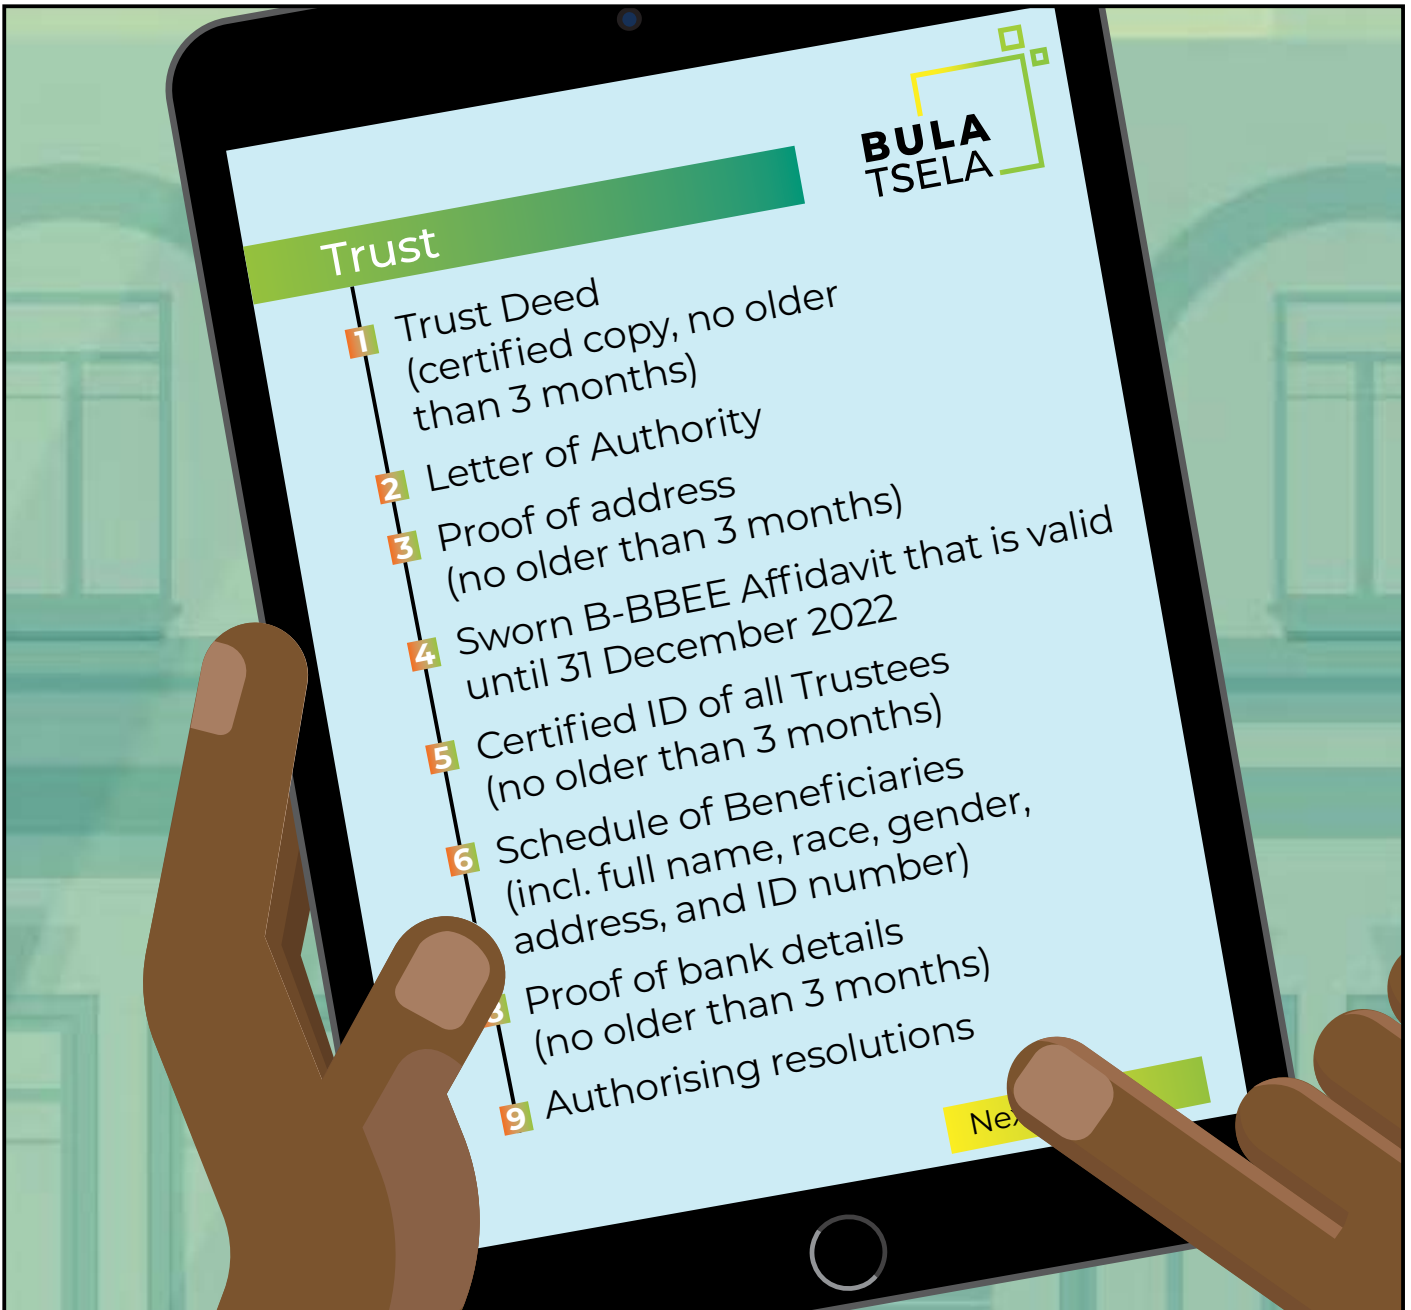 BULA
TSELA
Trust
1 Trust Deed
(certified copy, no older
than 3 months)
2 Letter of Authority
3 Proof of address
(no older than 3 months)
4 Sworn B-BBEE Affidavit that is valid
until 31 December 2022
5 Certified ID of all Trustees
(no older than 3 months)
6 Schedule of Beneficiaries
(incl. full name, race, gender,
address, and ID number)
8 Proof of bank details
(no older than 3 months)
9 Authorising resolutions